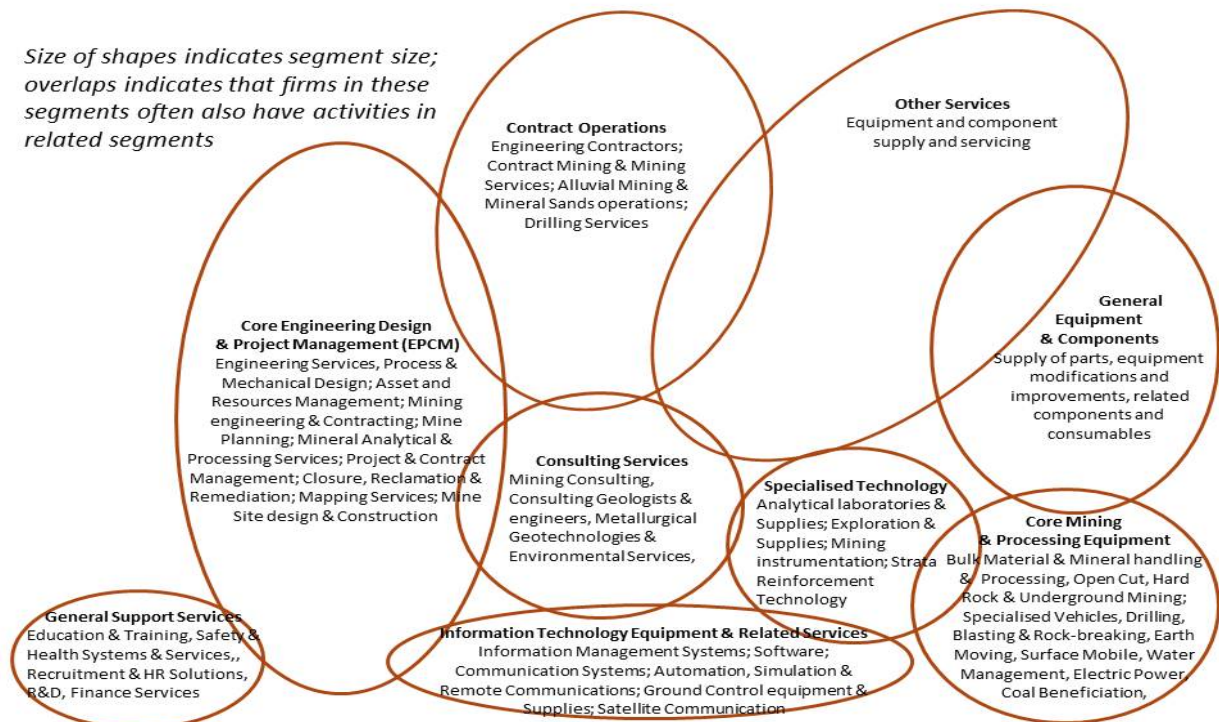 Size of shapes indicates segment size;
overlaps indicates that firms in these
segments often also have activities in
related segments
Contract Operations
Engineering Contractors;
Contract Mining & Mining
Services; Alluvial Mining &
Mineral Sands operations;
Drilling Services
Other Services
Equipment and component
supply and servicing
General
Equipment
& Components
Supply of parts, equipment
modifications and
improvements, related
components and
consumables
Core Engineering Design
& Project Management (EPCM)
Engineering Services, Process &
Mechanical Design; Asset and
Resources Management; Mining
engineering & Contracting; Mine
Planning; Mineral Analytical &
Processing Services; Project & Contract
Management; Closure, Reclamation &
Remediation; Mapping Services; Mine
Site design & Construction
Consulting Services
Mining Consulting,
Consulting Geologists &
engineers, Metallurgical
Geotechnologies &
Environmental Services,
Specialised Technology
Analytical laboratories &
Supplies; Exploration &
Supplies; Mining
instrumentation; Strata
Reinforcement
Technology
Core Mining
& Processing Equipment
Bulk Material & Mineral handling
& Processing, Open Cut, Hard
Rock & Underground Mining;
Specialised Vehicles, Drilling,
Blasting & Rock-breaking, Earth
Moving, Surface Mobile, Water
Management, Electric Power,
Coal Beneficiation,
General Support Services
Education & Training, Safety &
Health Systems & Services,,
Recruitment & HR Solutions,
R&D, Finance Services
Information Technology Equipment & Related Services
Information Management Systems; Software;
Communication Systems; Automation, Simulation &
Remote Communications; Ground Control equipment &
Supplies; Satellite Communication